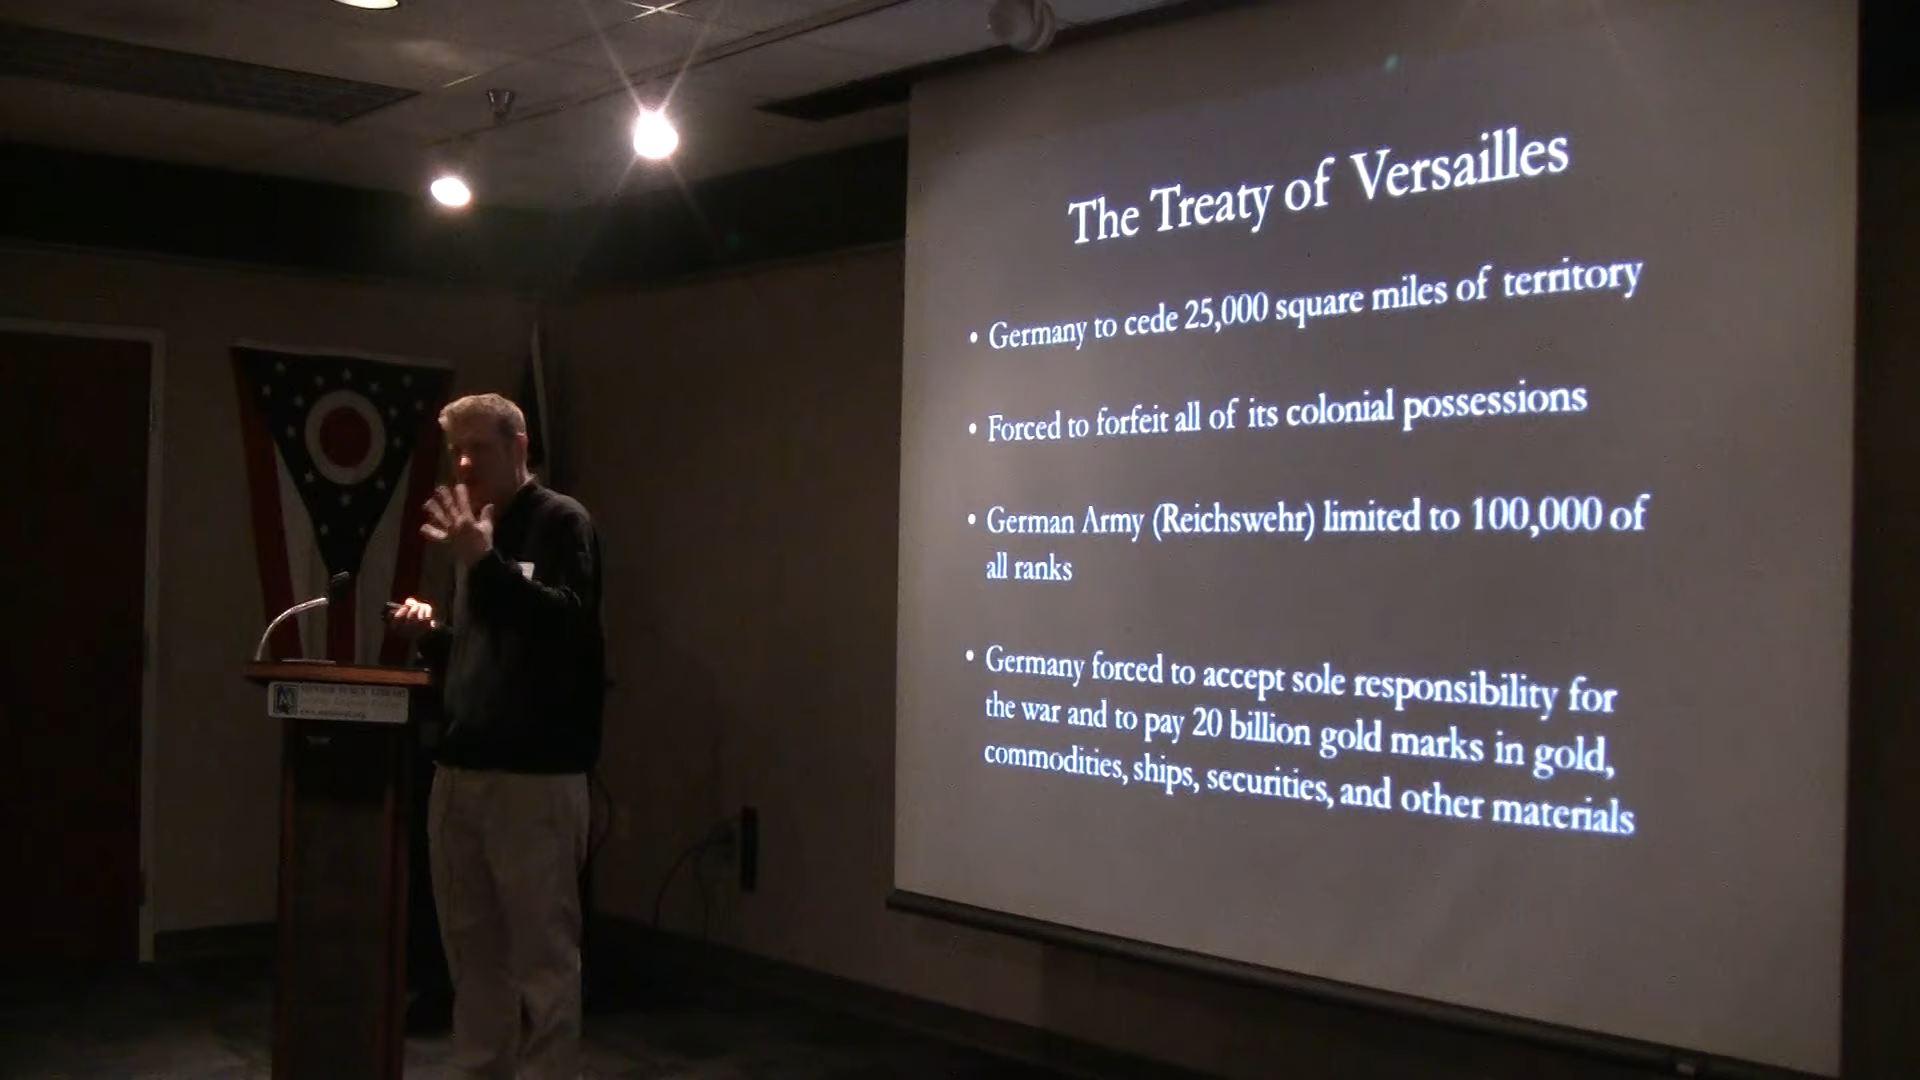 The Treaty of Versailles
• Germany to cede 25,000 square miles of territory
• Forced to forfeit all of its colonial possessions
• German Army (Reichswehr) limited to 100,000 of
all ranks
• Germany forced to accept sole responsibility for
the war and to pay 20 billion gold marks in gold,
commodities, ships, securities, and other materials
PUBLIC LIBRARY